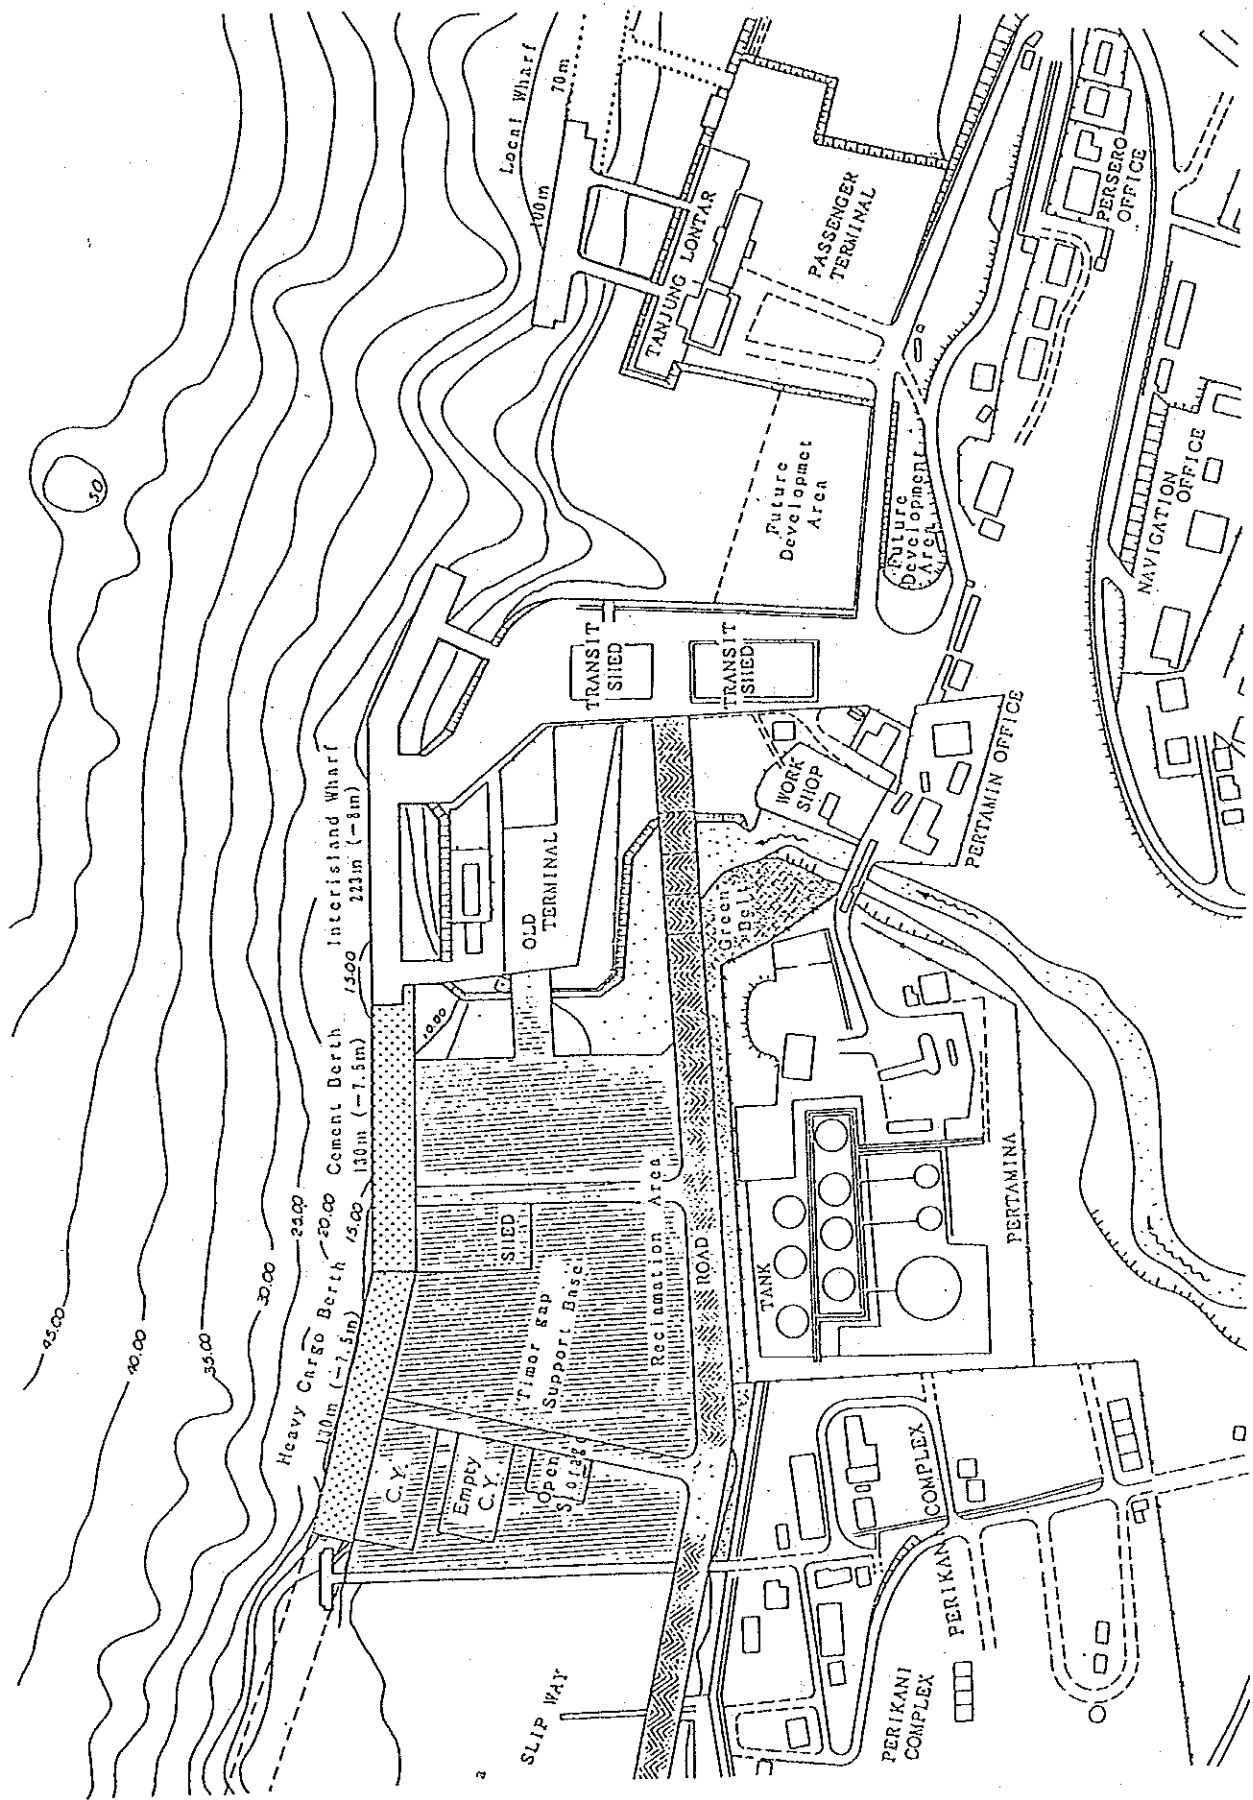 45.00
40.00
35.00
30.00
25.00
20.00
15.00
Heavy Cargo Berth
130m (-7.5m)
Cement Berth
130m (-7.5m)
15.00
Interisland Wharf
223m (-8m)
50
Local Wharf
100m
70m
C.Y.
Empty
C.Y.
Open
Storage
Timor Gap
Support Base
SHED
Reclamation Area
10.00
OLD
TERMINAL
TRANSIT
SHED
TRANSIT
SHED
TANJUNG LONTAR
PASSENGER
TERMINAL
Future
Development
Area
Future
Development
Area
SLIP WAY
a
ROAD
TANK
Green
Belt
WORK
SHOP
PERTAMINA
PERTAMIN OFFICE
NAVIGATION
OFFICE
PERSERO
OFFICE
PERIKANI
COMPLEX
PERIKAN COMPLEX